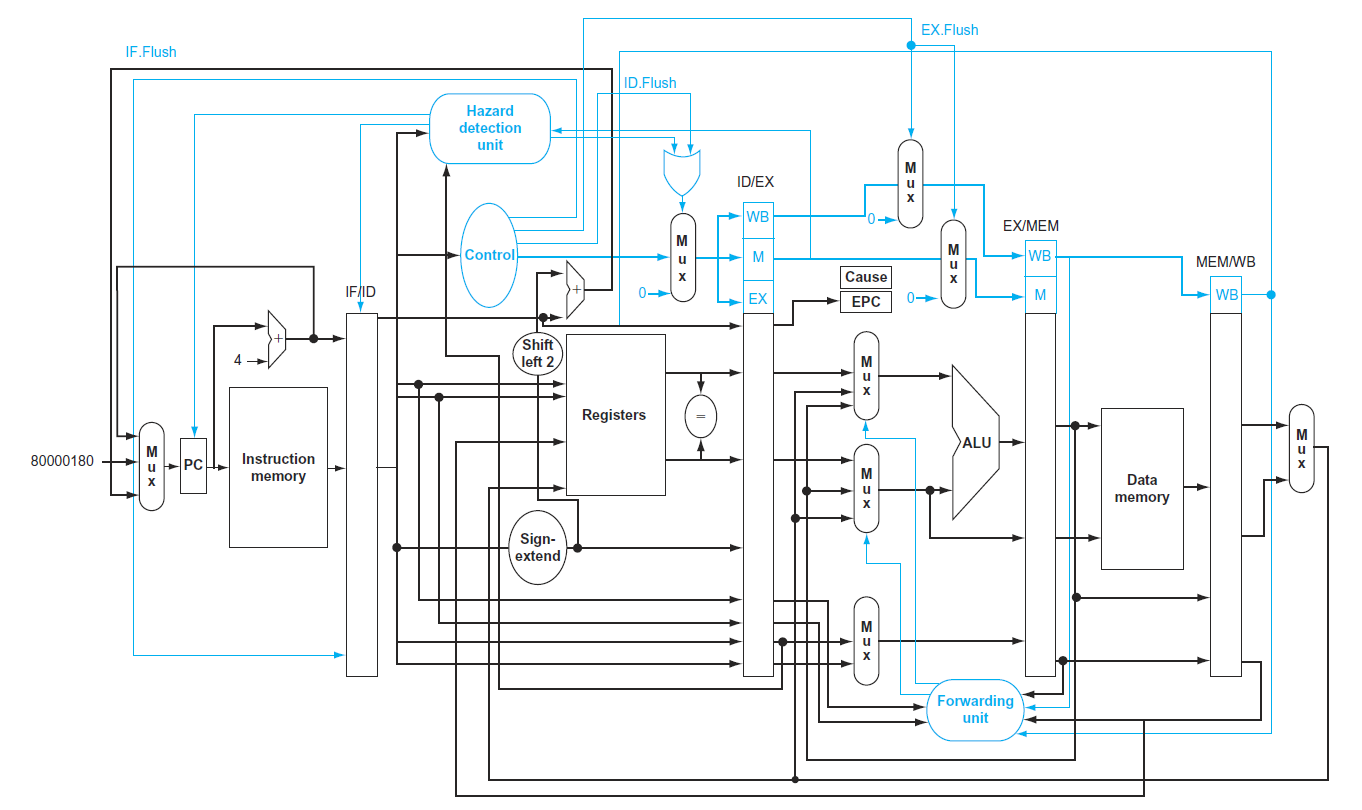 EX.Flush
IF.Flush
ID.Flush
Hazard
detection
unit
M
u
x
ID/EX
0
WB
EX/MEM
M
u
x
M
u
x
Control
M
WB
MEM/WB
Cause
+
0
IF/ID
EX
EPC
0
M
WB
+
Shift
left 2
4
M
u
x
Registers
=
M
u
x
ALU
M
u
x
80000180
M
u
x
PC
Instruction
memory
M
u
x
Data
memory
Sign-
extend
M
u
x
Forwarding
unit